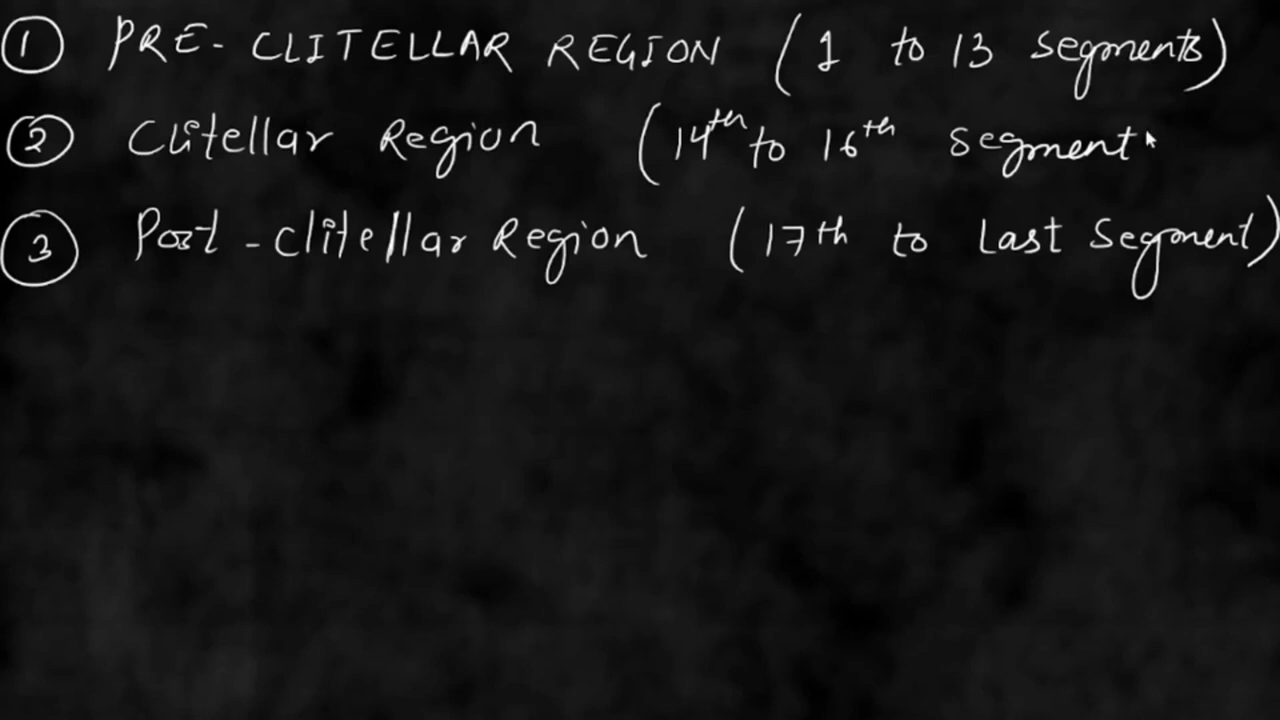 ① PRE- CLITELLAR REGION (1 to 13 segments)
② Clitellar Region (14th to 16th segment
③ Post - clitellar Region (17th to Last Segment)